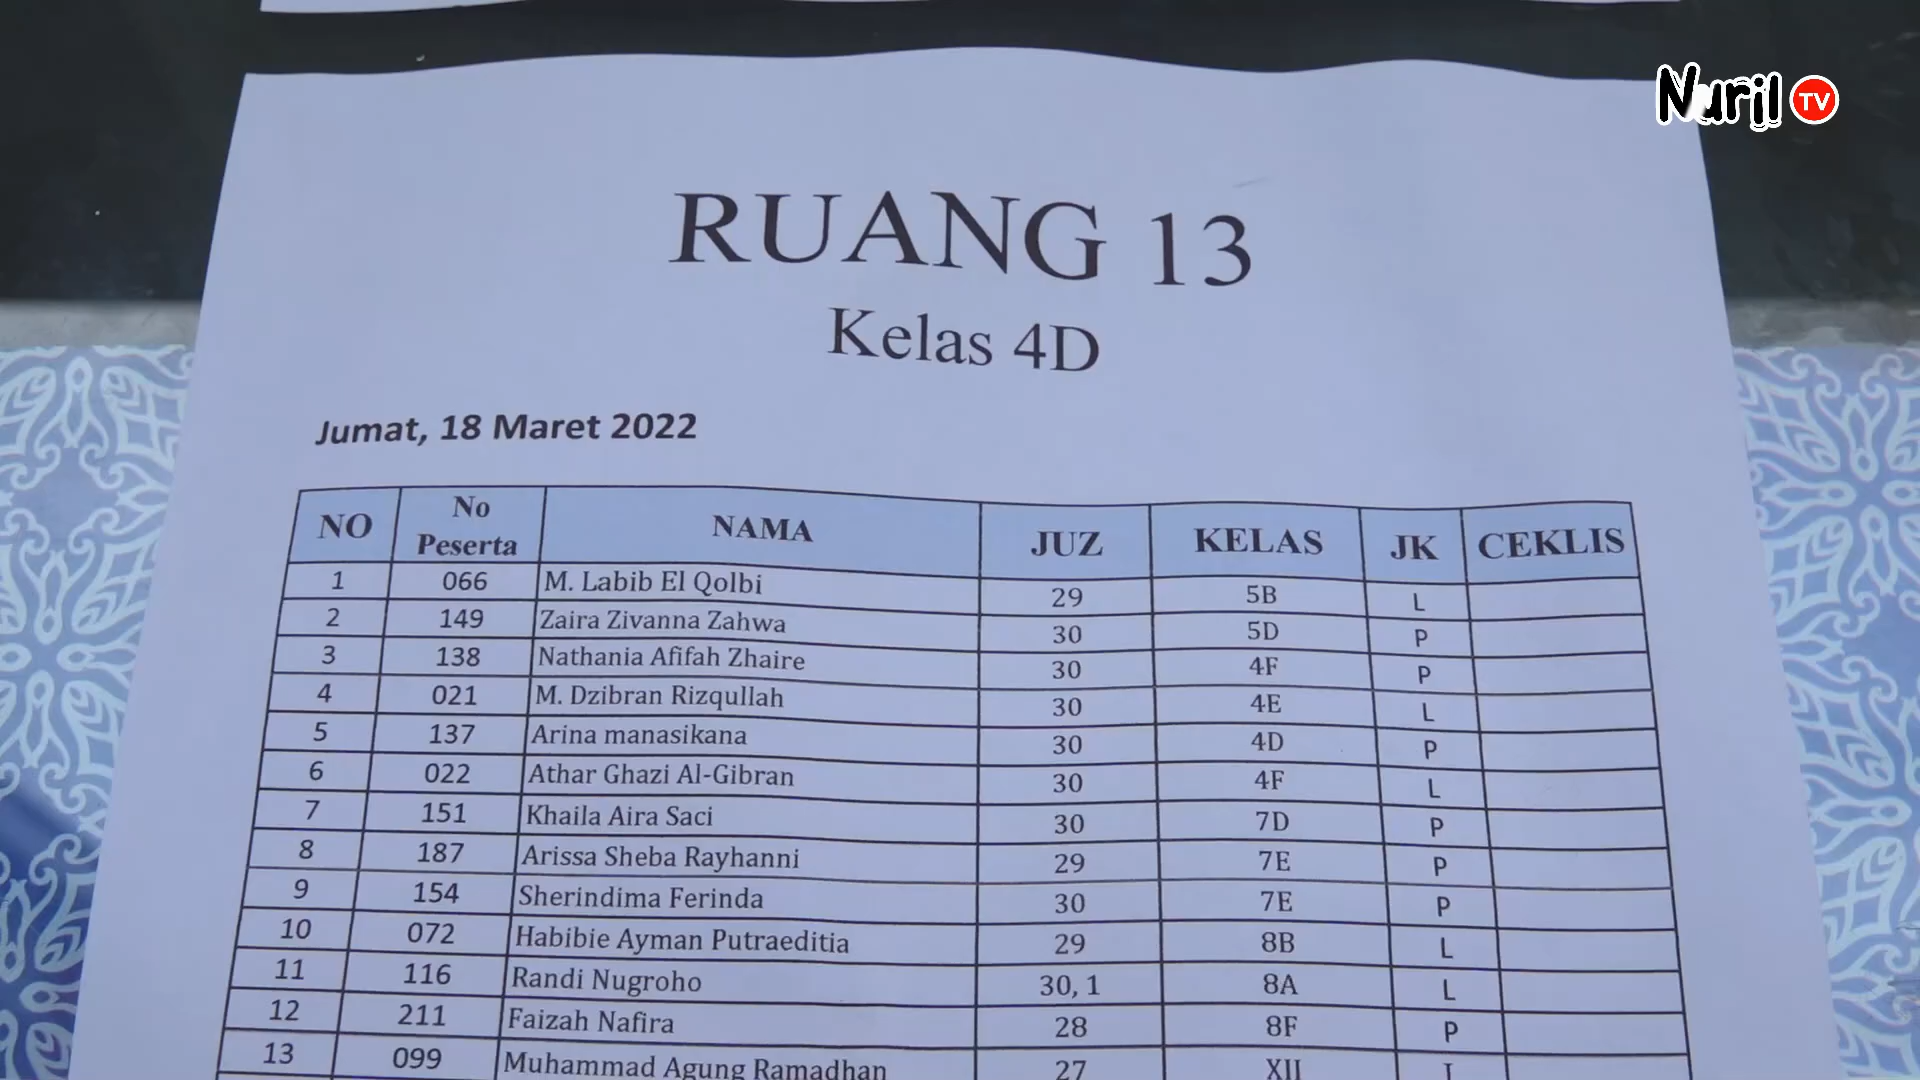 Nuril TV
RUANG 13
Kelas 4D
Jumat, 18 Maret 2022
NO No Peserta NAMA JUZ KELAS JK CEKLIS
1 066 M. Labib El Qolbi 29 5B L
2 149 Zaira Zivanna Zahwa 30 5D P
3 138 Nathania Afifah Zhaire 30 4F P
4 021 M. Dzibran Rizqullah 30 4E L
5 137 Arina manasikana 30 4D P
6 022 Athar Ghazi Al-Gibran 30 4F L
7 151 Khaila Aira Saci 30 7D P
8 187 Arissa Sheba Rayhanni 29 7E P
9 154 Sherindima Ferinda 30 7E P
10 072 Habibie Ayman Putraeditia 29 8B L
11 116 Randi Nugroho 30, 1 8A L
12 211 Faizah Nafira 28 8F P
13 099 Muhammad Agung Ramadhan 27 XII